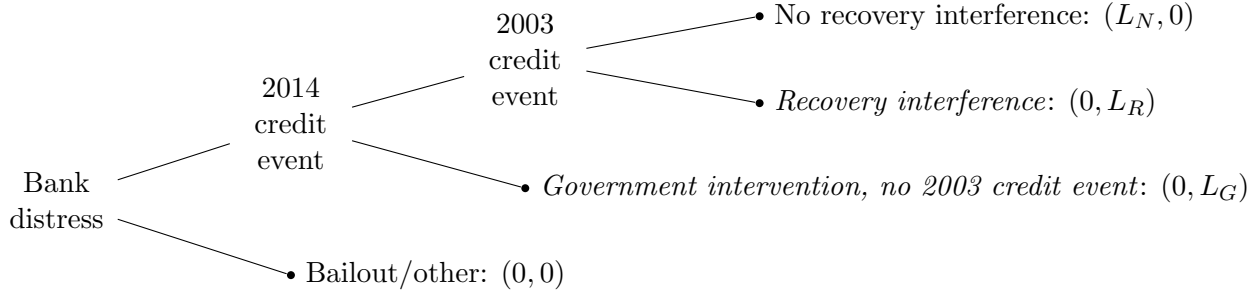 Bank
distress
2014
credit
event
2003
credit
event
No recovery interference: (L_N, 0)
Recovery interference: (0, L_R)
Government intervention, no 2003 credit event: (0, L_G)
Bailout/other: (0, 0)